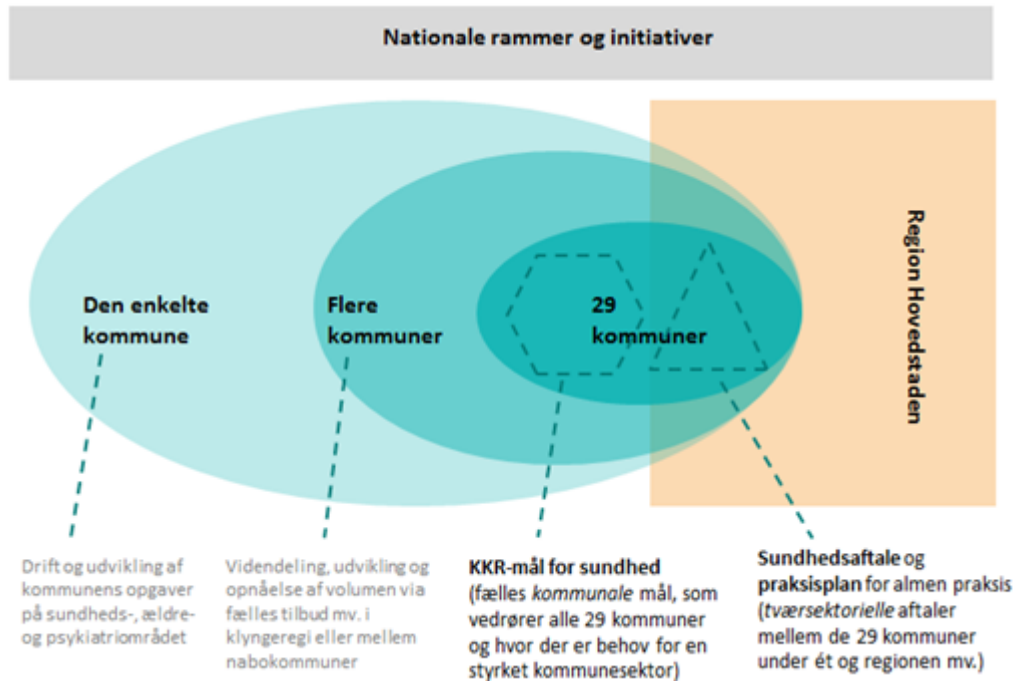 Nationale rammer og initiativer
Region Hovedstaden
Den enkelte
kommune
Flere
kommuner
29
kommuner
Drift og udvikling af
kommunens opgaver
på sundheds-, ældre-
og psykiatriområdet
Videndeling, udvikling og
opnåelse af volumen via
fælles tilbud mv. i
klyngeregi eller mellem
nabokommuner
KKR-mål for sundhed
(fælles kommunale mål, som
vedrører alle 29 kommuner
og hvor der er behov for en
styrket kommunesektor)
Sundhedsaftale og
praksisplan for almen praksis
(tværsektorielle aftaler
mellem de 29 kommuner
under ét og regionen mv.)